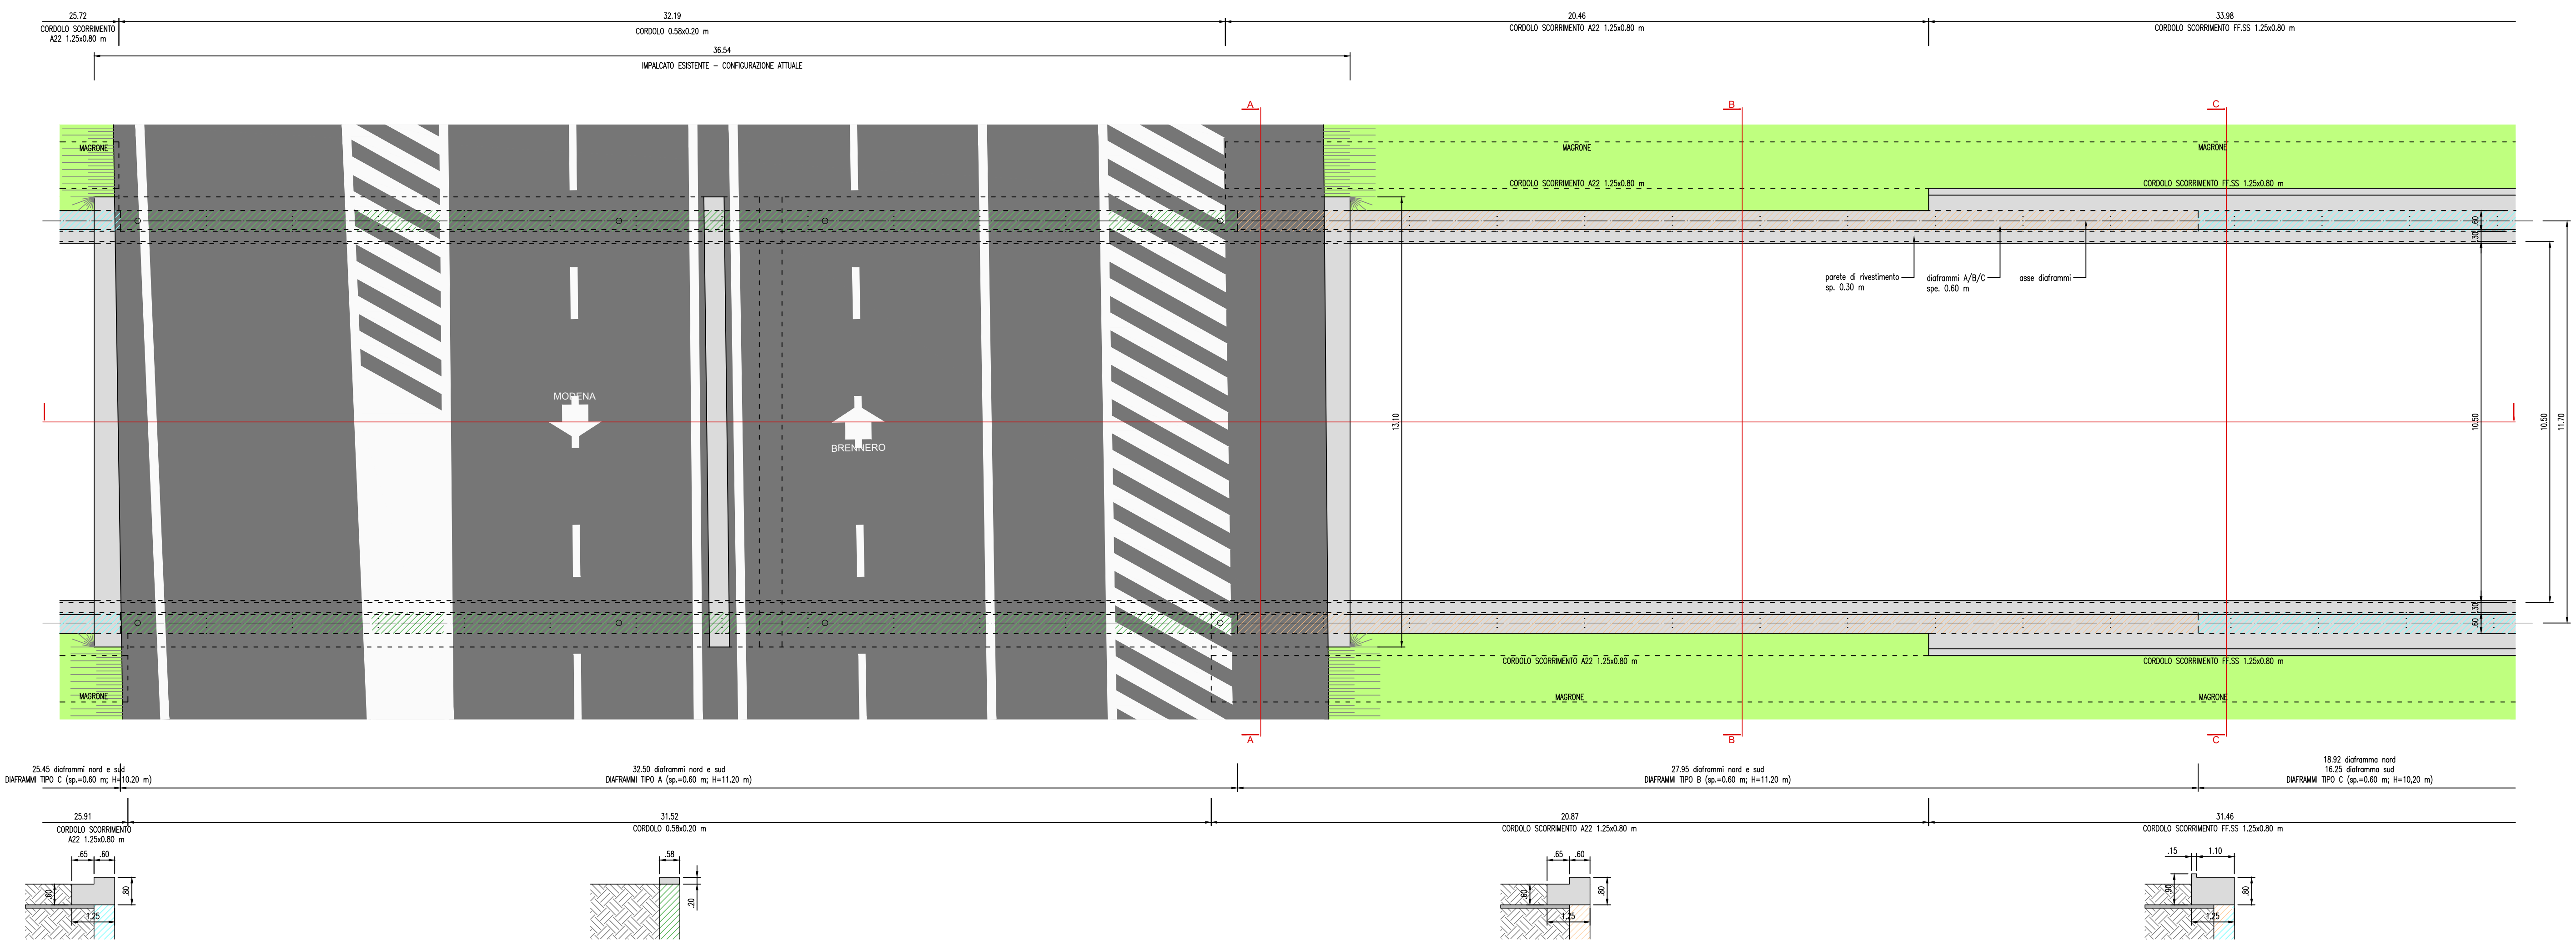 25.72
32.19
20.46
33.98
CORDOLO SCORRIMENTO
A22 1.25x0.80 m
CORDOLO 0.58x0.20 m
CORDOLO SCORRIMENTO A22 1.25x0.80 m
CORDOLO SCORRIMENTO FF.SS 1.25x0.80 m
36.54
IMPALCATO ESISTENTE - CONFIGURAZIONE ATTUALE
A
B
C
MAGRONE
MAGRONE
MAGRONE
CORDOLO SCORRIMENTO A22 1.25x0.80 m
CORDOLO SCORRIMENTO FF.SS 1.25x0.80 m
.60
.30
parete di rivestimento
sp. 0.30 m
diaframmi A/B/C
spe. 0.60 m
asse diaframmi
MODENA
BRENNERO
13.10
10.50
10.50
11.70
.30
.60
CORDOLO SCORRIMENTO A22 1.25x0.80 m
CORDOLO SCORRIMENTO FF.SS 1.25x0.80 m
MAGRONE
MAGRONE
MAGRONE
A
B
C
25.45 diaframmi nord e sud
DIAFRAMMI TIPO C (sp.=0.60 m; H=10.20 m)
32.50 diaframmi nord e sud
DIAFRAMMI TIPO A (sp.=0.60 m; H=11.20 m)
27.95 diaframmi nord e sud
DIAFRAMMI TIPO B (sp.=0.60 m; H=11.20 m)
18.92 diaframma nord
16.25 diaframma sud
DIAFRAMMI TIPO C (sp.=0.60 m; H=10,20 m)
25.91
CORDOLO SCORRIMENTO
A22 1.25x0.80 m
31.52
CORDOLO 0.58x0.20 m
20.87
CORDOLO SCORRIMENTO A22 1.25x0.80 m
31.46
CORDOLO SCORRIMENTO FF.SS 1.25x0.80 m
.65
.60
.60
.80
1.25
.58
.20
.65
.60
.60
.80
1.25
.15
1.10
.90
.80
1.25